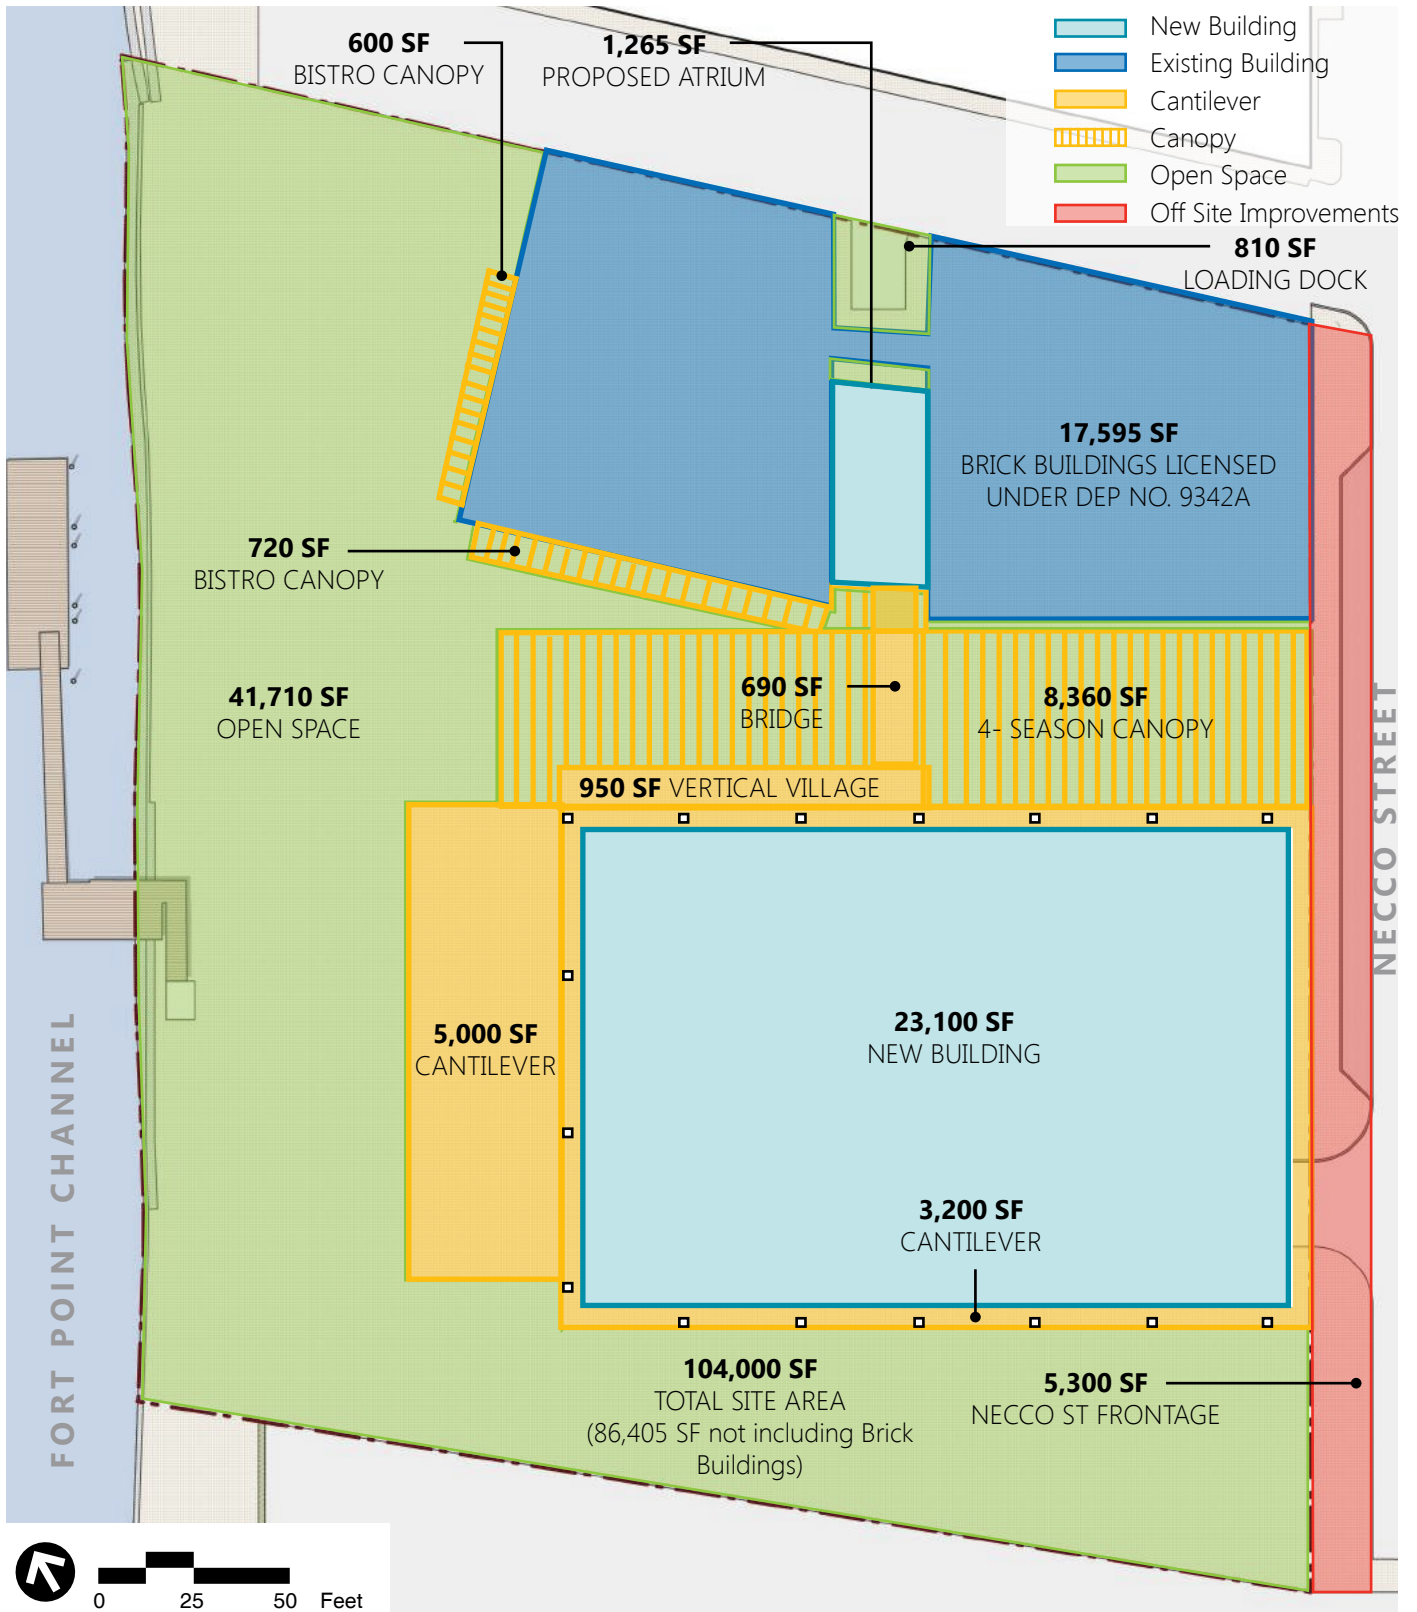 600 SF
BISTRO CANOPY
1,265 SF
PROPOSED ATRIUM
New Building
Existing Building
Cantilever
Canopy
Open Space
Off Site Improvements
810 SF
LOADING DOCK
17,595 SF
BRICK BUILDINGS LICENSED
UNDER DEP NO. 9342A
720 SF
BISTRO CANOPY
41,710 SF
OPEN SPACE
690 SF
BRIDGE
8,360 SF
4- SEASON CANOPY
950 SF VERTICAL VILLAGE
NECCO STREET
5,000 SF
CANTILEVER
23,100 SF
NEW BUILDING
FORT POINT CHANNEL
3,200 SF
CANTILEVER
104,000 SF
TOTAL SITE AREA
(86,405 SF not including Brick
Buildings)
5,300 SF
NECCO ST FRONTAGE
0 25 50 Feet